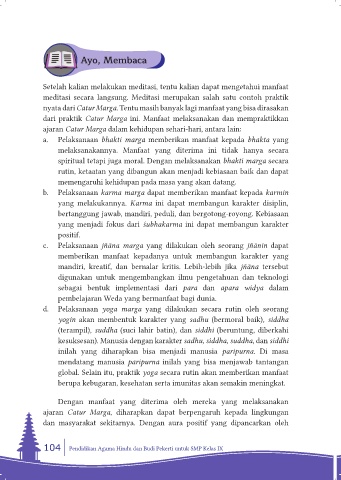 Ayo, Membaca
Setelah kalian melakukan meditasi, tentu kalian dapat mengetahui manfaat
meditasi secara langsung. Meditasi merupakan salah satu contoh praktik
nyata dari Catur Marga. Tentu masih banyak lagi manfaat yang bisa dirasakan
dari praktik Catur Marga ini. Manfaat melaksanakan dan mempraktikkan
ajaran Catur Marga dalam kehidupan sehari-hari, antara lain:
a. Pelaksanaan bhakti marga memberikan manfaat kepada bhakta yang
melaksanakannya. Manfaat yang diterima ini tidak hanya secara
spiritual tetapi juga moral. Dengan melaksanakan bhakti marga secara
rutin, ketaatan yang dibangun akan menjadi kebiasaan baik dan dapat
memengaruhi kehidupan pada masa yang akan datang.
b. Pelaksanaan karma marga dapat memberikan manfaat kepada karmin
yang melakukannya. Karma ini dapat membangun karakter disiplin,
bertanggung jawab, mandiri, peduli, dan bergotong-royong. Kebiasaan
yang menjadi fokus dari śubhakarma ini dapat membangun karakter
positif.
c. Pelaksanaan jñāna marga yang dilakukan oleh seorang jñānin dapat
memberikan manfaat kepadanya untuk membangun karakter yang
mandiri, kreatif, dan bernalar kritis. Lebih-lebih jika jñāna tersebut
digunakan untuk mengembangkan ilmu pengetahuan dan teknologi
sebagai bentuk implementasi dari para dan apara widya dalam
pembelajaran Weda yang bermanfaat bagi dunia.
d. Pelaksanaan yoga marga yang dilakukan secara rutin oleh seorang
yogin akan membentuk karakter yang sadhu (bermoral baik), siddha
(terampil), suddha (suci lahir batin), dan siddhi (beruntung, diberkahi
kesuksesan). Manusia dengan karakter sadhu, siddha, suddha, dan siddhi
inilah yang diharapkan bisa menjadi manusia paripurna. Di masa
mendatang manusia paripurna inilah yang bisa menjawab tantangan
global. Selain itu, praktik yoga secara rutin akan memberikan manfaat
berupa kebugaran, kesehatan serta imunitas akan semakin meningkat.
Dengan manfaat yang diterima oleh mereka yang melaksanakan
ajaran Catur Marga, diharapkan dapat berpengaruh kepada lingkungan
dan masyarakat sekitarnya. Dengan aura positif yang dipancarkan oleh
104 Pendidikan Agama Hindu dan Budi Pekerti untuk SMP Kelas IX